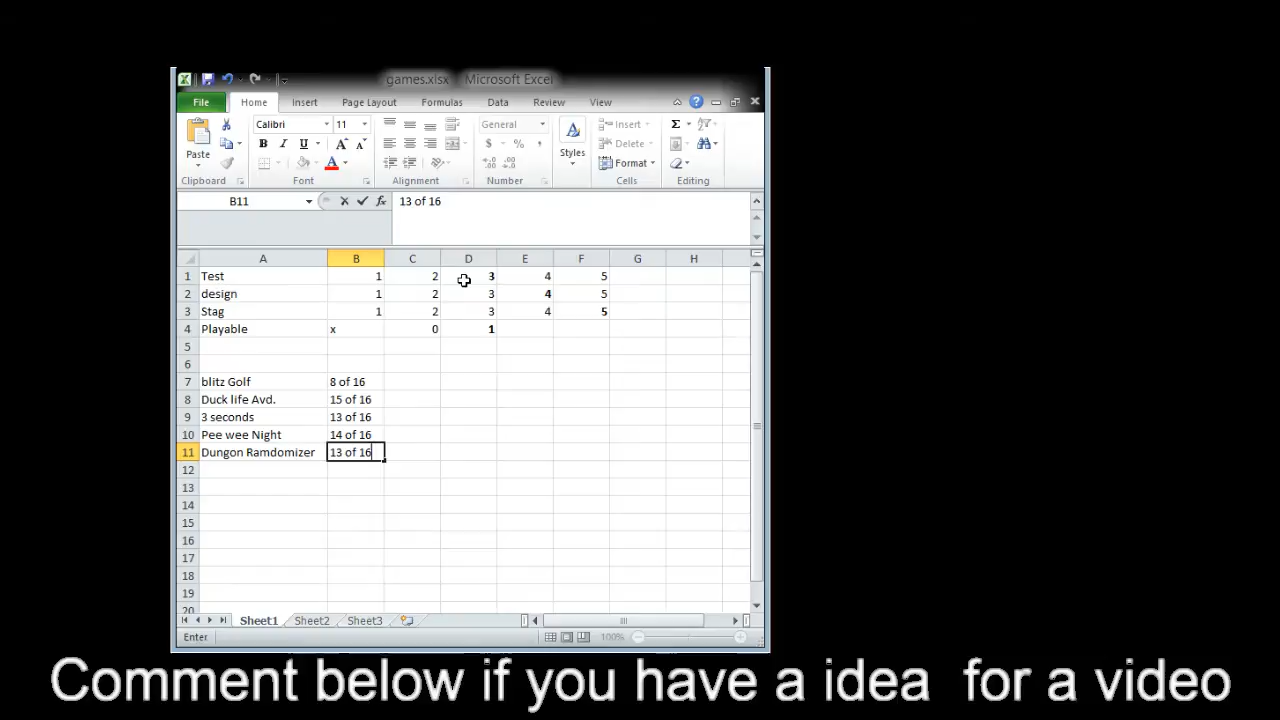 games.xlsx - Microsoft Excel
File Home Insert Page Layout Formulas Data Review View
Calibri 11 General Insert Σ
Paste B I U A A $ % , Styles Delete
A Format
Clipboard Font Alignment Number Cells Editing
B11 fx 13 of 16
A B C D E F G H
1 Test 1 2 3 4 5
2 design 1 2 3 4 5
3 Stag 1 2 3 4 5
4 Playable x 0 1
5
6
7 blitz Golf 8 of 16
8 Duck life Avd. 15 of 16
9 3 seconds 13 of 16
10 Pee wee Night 14 of 16
11 Dungon Ramdomizer 13 of 16
12
13
14
15
16
17
18
19
20
Sheet1 Sheet2 Sheet3
Enter 100%
Comment below if you have a idea for a video